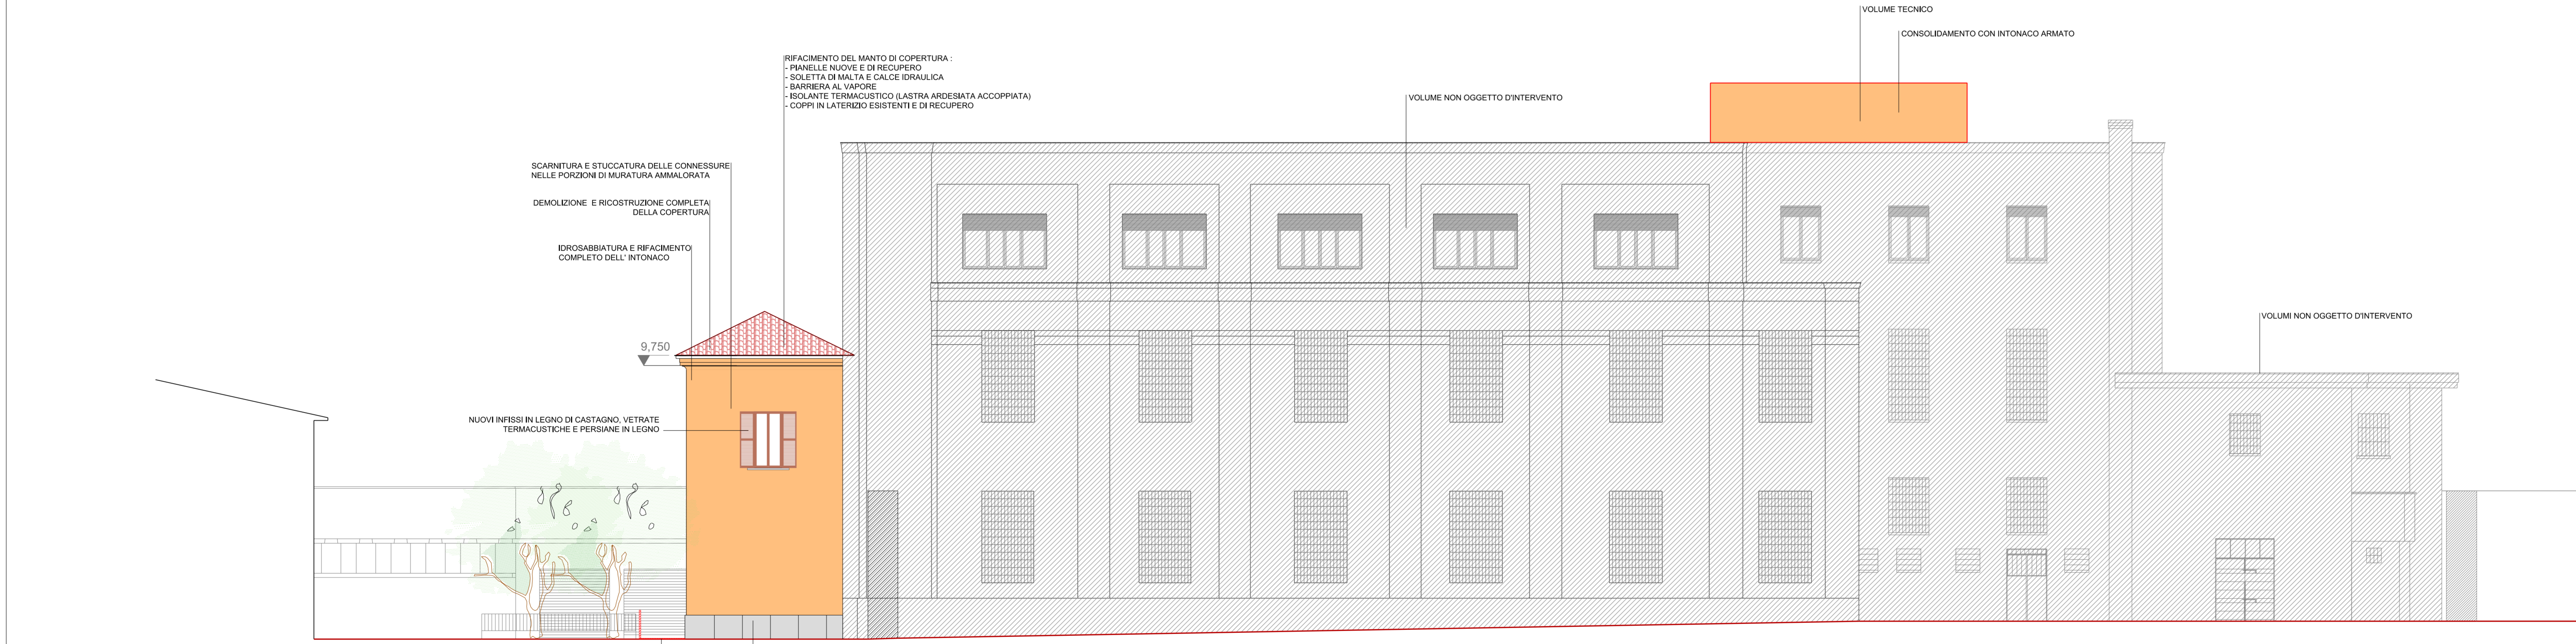 VOLUME TECNICO
CONSOLIDAMENTO CON INTONACO ARMATO
RIFACIMENTO DEL MANTO DI COPERTURA :
- PIANELLE NUOVE E DI RECUPERO
- SOLETTA DI MALTA E CALCE IDRAULICA
- BARRIERA AL VAPORE
- ISOLANTE TERMACUSTICO (LASTRA ARDESIATA ACCOPPIATA)
- COPPI IN LATERIZIO ESISTENTI E DI RECUPERO
VOLUME NON OGGETTO D'INTERVENTO
SCARNITURA E STUCCATURA DELLE CONNESSURE
NELLE PORZIONI DI MURATURA AMMALORATA
DEMOLIZIONE E RICOSTRUZIONE COMPLETA
DELLA COPERTURA
IDROSABBIATURA E RIFACIMENTO
COMPLETO DELL' INTONACO
VOLUMI NON OGGETTO D'INTERVENTO
9,750
NUOVI INFISSI IN LEGNO DI CASTAGNO, VETRATE
TERMACUSTICHE E PERSIANE IN LEGNO